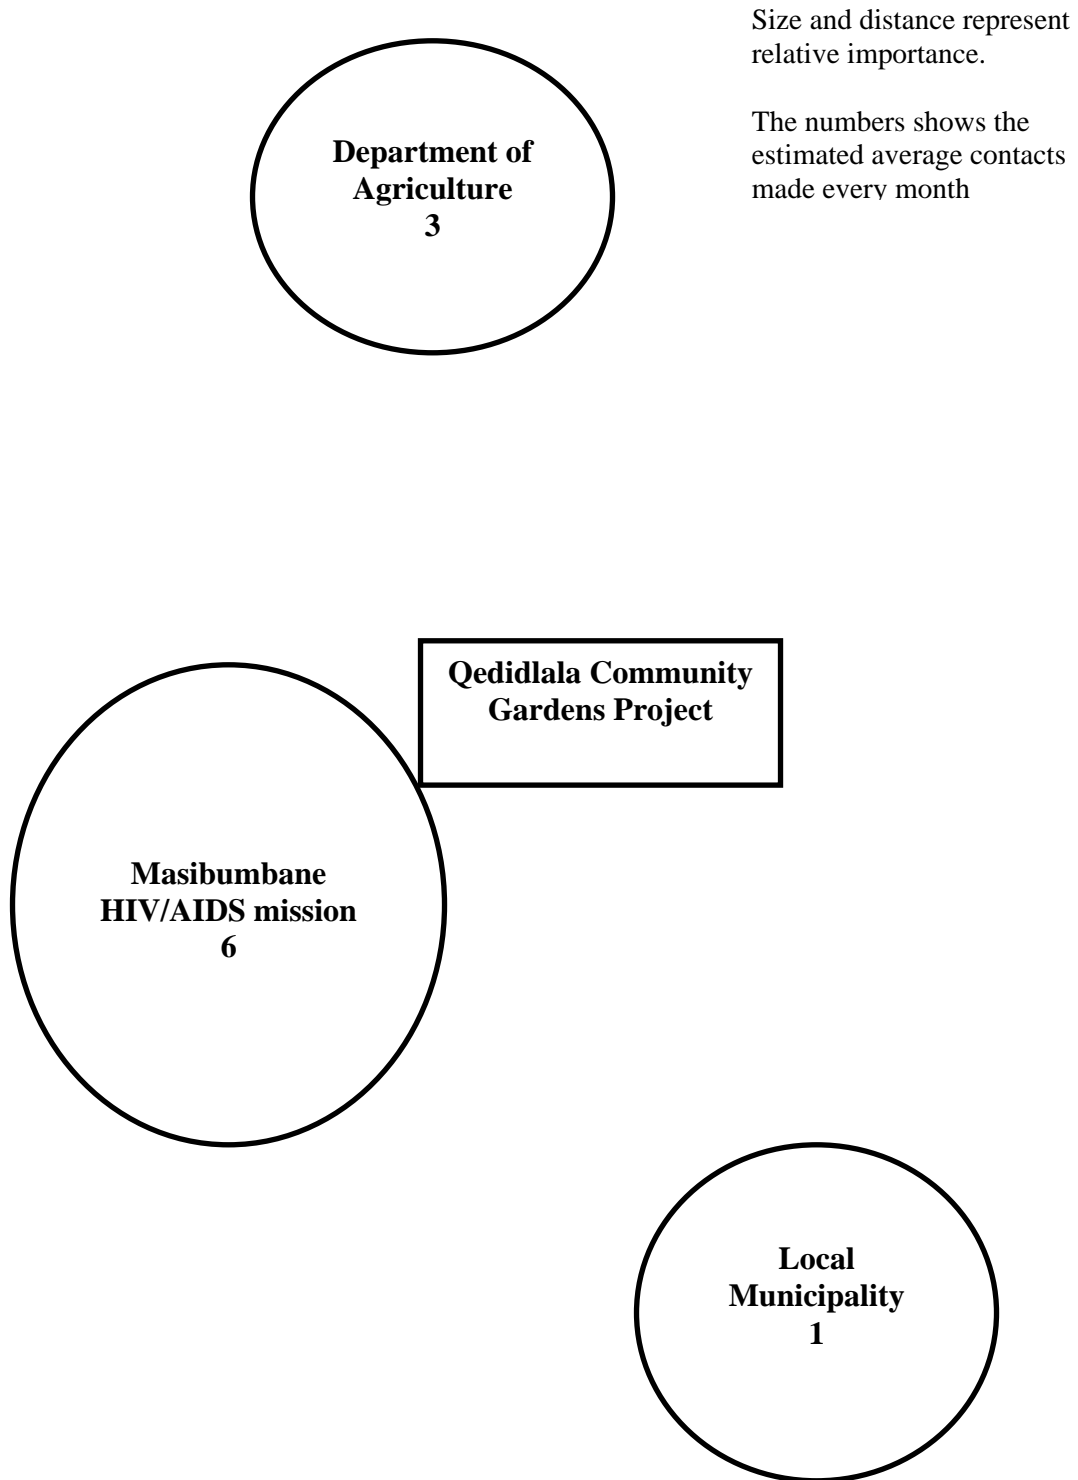 Size and distance represent
relative importance.
The numbers shows the
estimated average contacts
made every month
Department of
Agriculture
3
Qedidlala Community
Gardens Project
Masibumbane
HIV/AIDS mission
6
Local
Municipality
1